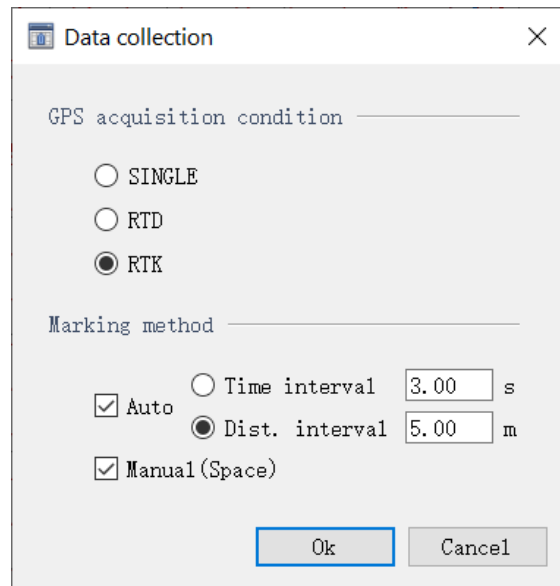 Data collection
GPS acquisition condition
SINGLE
RTD
RTK
Marking method
Time interval 3.00 s
Auto
Dist. interval 5.00 m
Manual(Space)
Ok Cancel